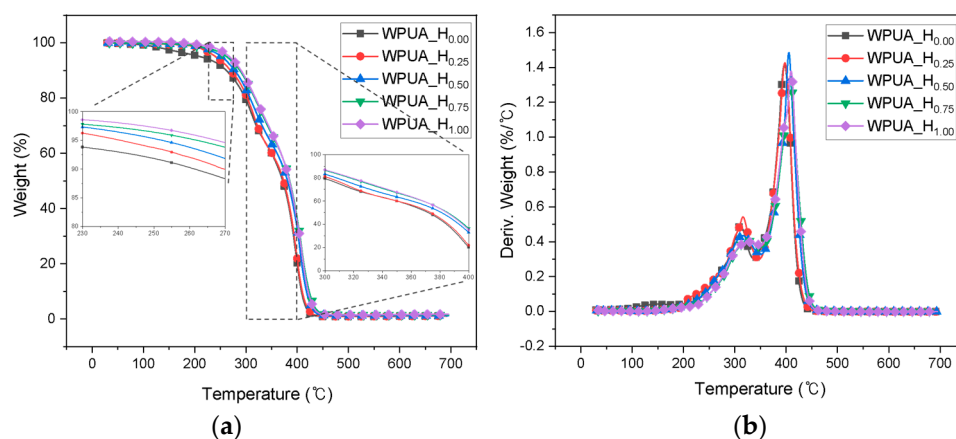 WPUA_H0.00
WPUA_H0.25
WPUA_H0.50
WPUA_H0.75
WPUA_H1.00
100
80
60
40
20
0
Weight (%)
100
95
90
85
80
230 240 250 260 270
100
80
60
40
20
0
300 325 350 375 400
0 100 200 300 400 500 600 700
Temperature (℃)
(a)
WPUA_H0.00
WPUA_H0.25
WPUA_H0.50
WPUA_H0.75
WPUA_H1.00
1.6
1.4
1.2
1.0
0.8
0.6
0.4
0.2
0.0
-0.2
Deriv. Weight (%/℃)
0 100 200 300 400 500 600 700
Temperature (℃)
(b)